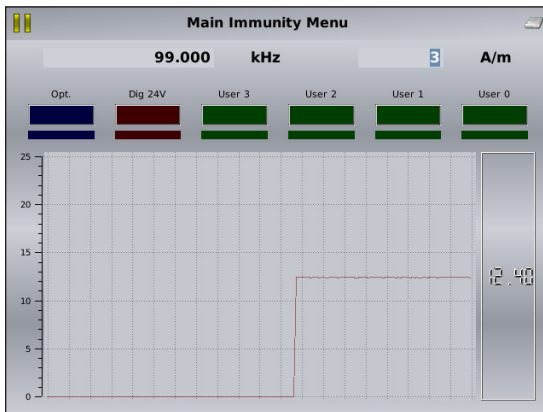 Main Immunity Menu
99.000 kHz 3 A/m
Opt. Dig 24V User 3 User 2 User 1 User 0
25
20
15
10
5
0
12.40